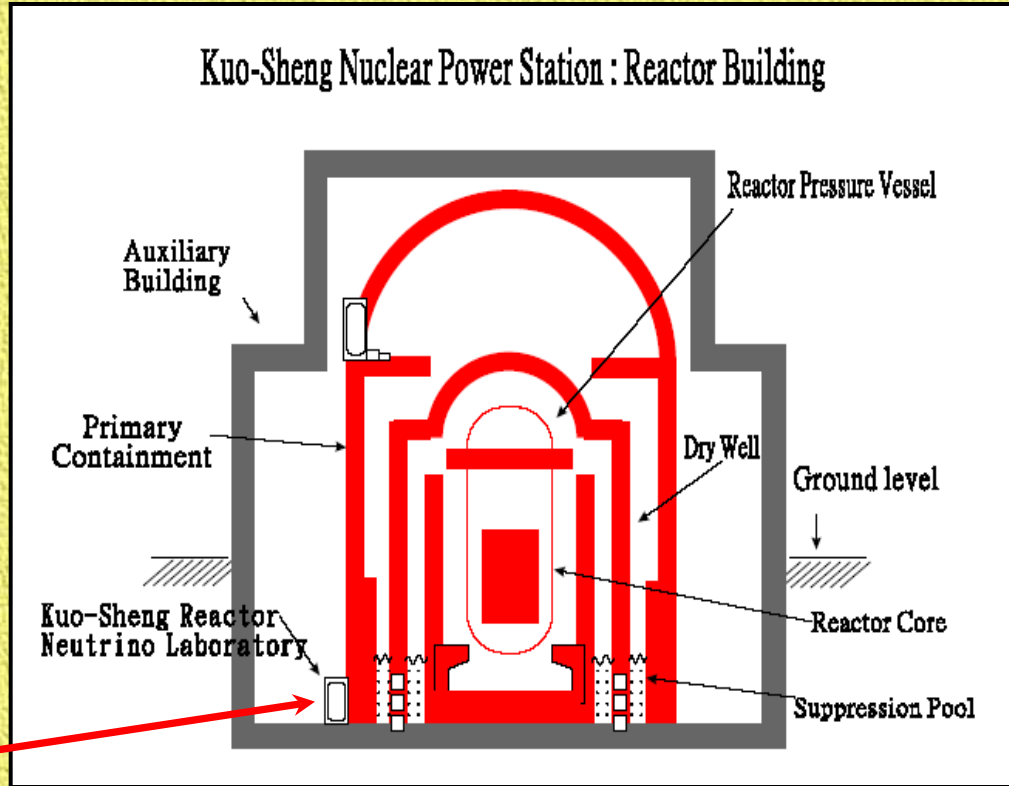 Kuo-Sheng Nuclear Power Station : Reactor Building
Reactor Pressure Vessel
Auxiliary
Building
Primary
Containment
Dry Well
Ground level
Kuo-Sheng Reactor
Neutrino Laboratory
Reactor Core
Suppression Pool